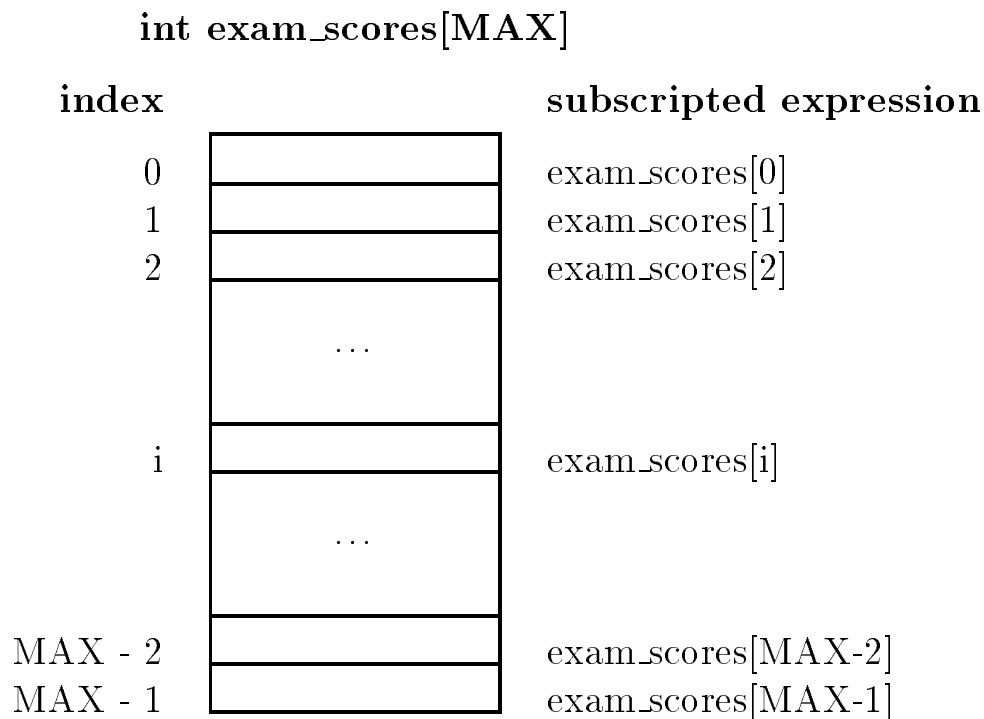 int exam_scores[MAX]
index subscripted expression
0 exam_scores[0]
1 exam_scores[1]
2 exam_scores[2]
...
i exam_scores[i]
...
MAX - 2 exam_scores[MAX-2]
MAX - 1 exam_scores[MAX-1]